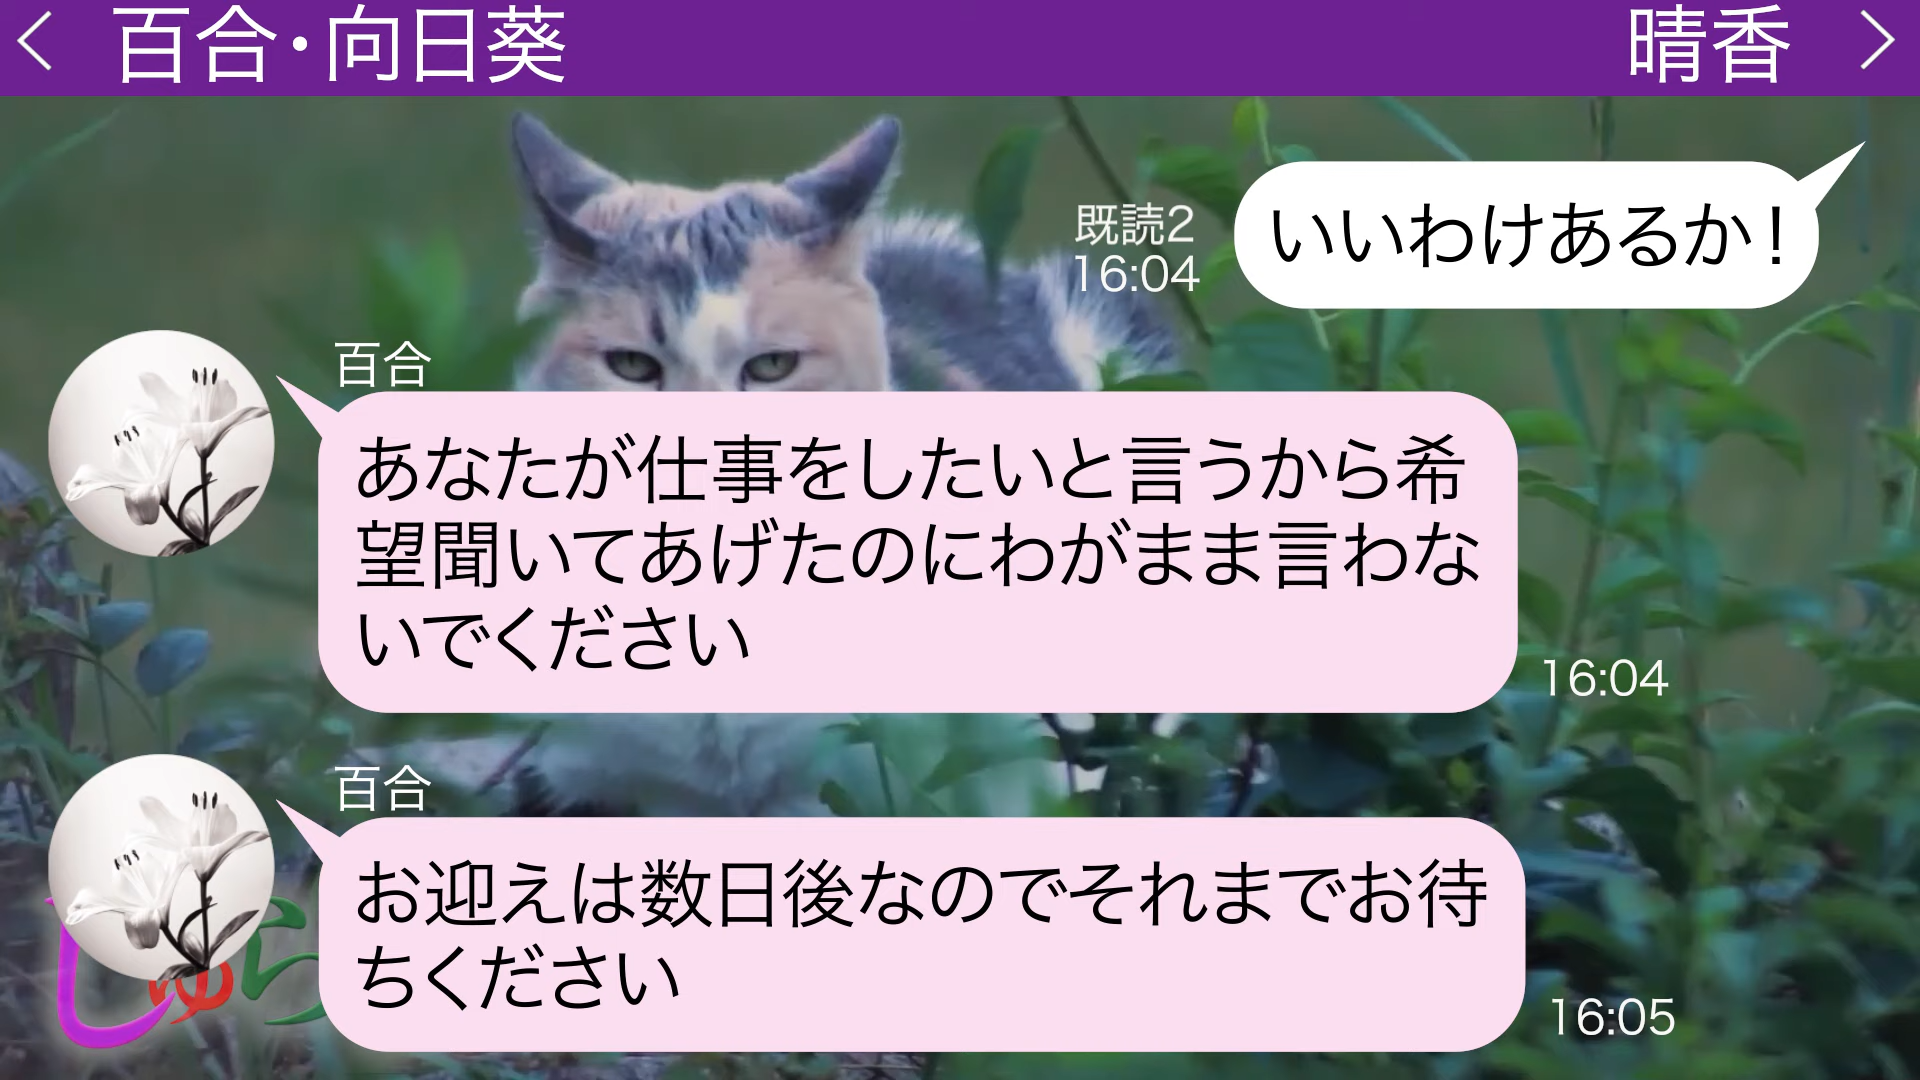 百合・向日葵
晴香
いいわけあるか！
既読2
16:04
百合
あなたが仕事をしたいと言うから希
望聞いてあげたのにわがまま言わな
いでください
16:04
百合
お迎えは数日後なのでそれまでお待
ちください
16:05
しゅら